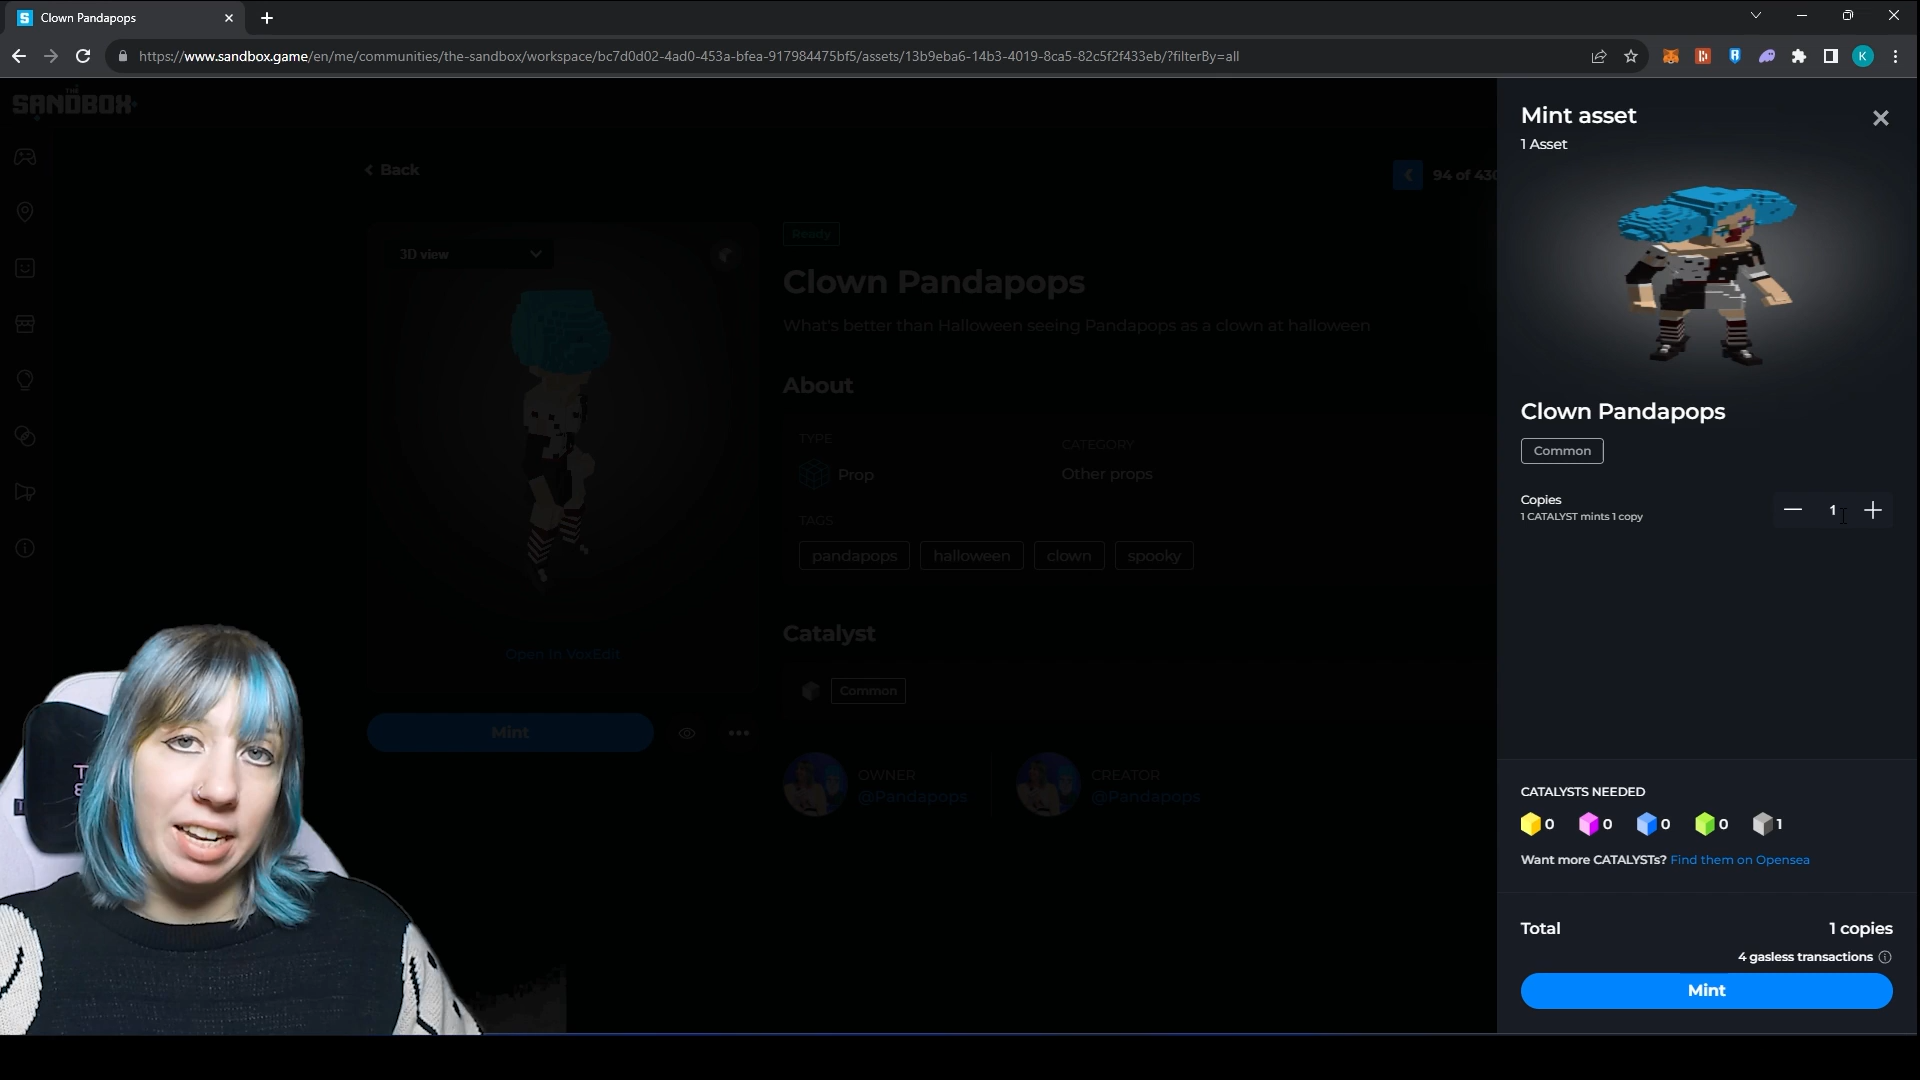 Clown Pandapops
https://www.sandbox.game/en/me/communities/the-sandbox/workspace/bc7d0d02-4ad0-453a-bfea-917984475bf5/assets/13b9eba6-14b3-4019-8ca5-82c5f2f433eb/?filterBy=all
K
THE
SANDBOX
Back
94 of 430
3D view
Ready
Clown Pandapops
What's better than Halloween seeing Pandapops as a clown at halloween
About
TYPE
CATEGORY
Prop
Other props
TAGS
pandapops
halloween
clown
spooky
Open in VoxEdit
Catalyst
Common
Mint
OWNER
@Pandapops
CREATOR
@Pandapops
Mint asset
1 Asset
Clown Pandapops
Common
Copies
1 CATALYST mints 1 copy
1
CATALYSTS NEEDED
0 0 0 0 1
Want more CATALYSTs? Find them on Opensea
Total
1 copies
4 gasless transactions
Mint